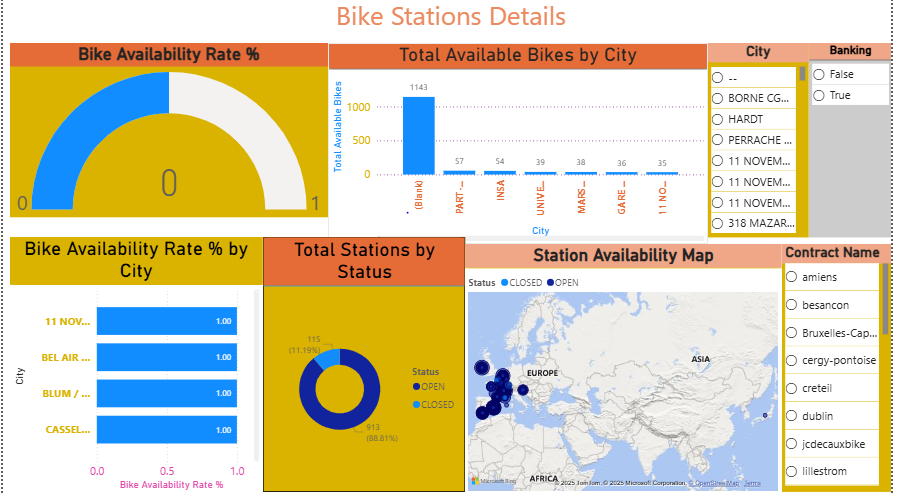 Bike Stations Details
Bike Availability Rate %
0
0
1
Total Available Bikes by City
Total Available Bikes
1000
500
0
1143
57
54
39
38
36
35
(Blank)
PART-...
INSA
UNIVE...
MARS...
GARE...
11 NO...
City
City
--
BORNE CG...
HARDT
PERRACHE ...
11 NOVEM...
11 NOVEM...
11 NOVEM...
318 MAZAR...
Banking
False
True
Bike Availability Rate % by
City
City
11 NOV...
1.00
BEL AIR ...
1.00
BLUM / ...
1.00
CASSEL...
1.00
0.0
0.5
1.0
Bike Availability Rate %
Total Stations by
Status
115
(11.19%)
913
(88.81%)
Status
OPEN
CLOSED
Station Availability Map
Status CLOSED OPEN
EUROPE
ASIA
AFRICA
Microsoft Bing
© 2025 TomTom, © 2025 Microsoft Corporation, © OpenStreetMap Terms
Contract Name
amiens
besancon
Bruxelles-Cap...
cergy-pontoise
creteil
dublin
jcdecauxbike
lillestrom